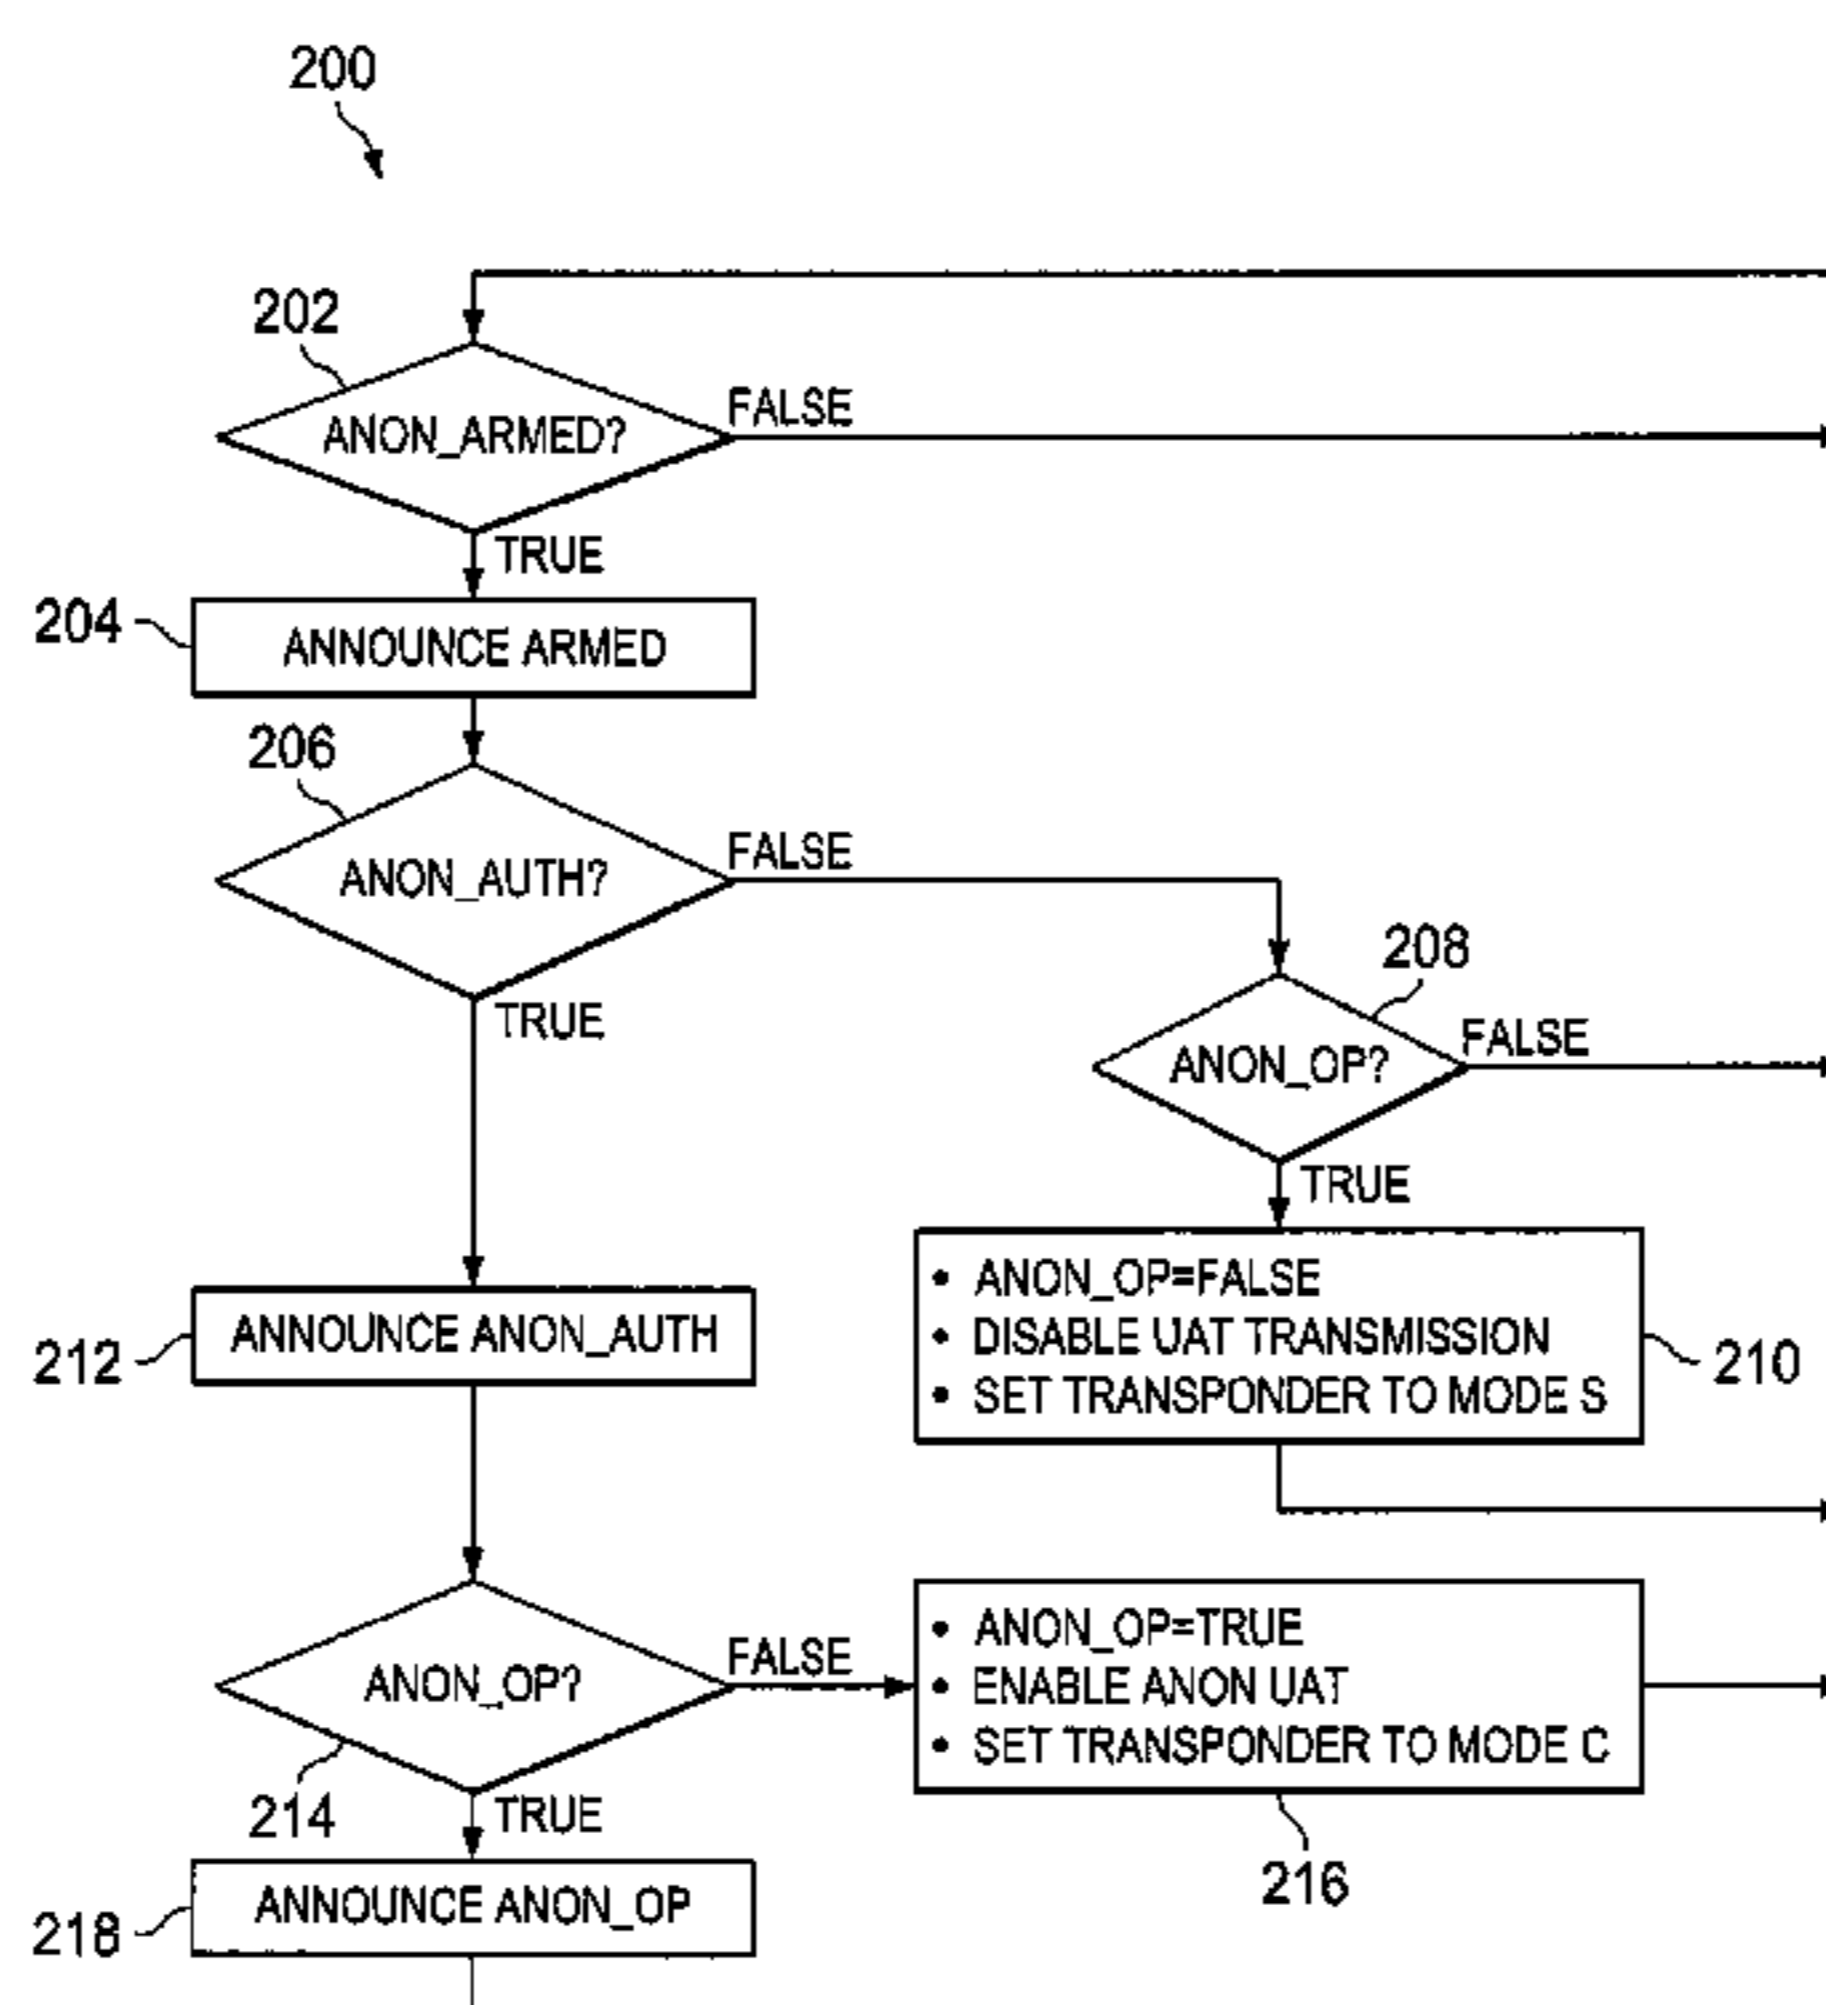 200
202
ANON_ARMED?
FALSE
TRUE
204
ANNOUNCE ARMED
206
ANON_AUTH?
FALSE
TRUE
208
ANON_OP?
FALSE
TRUE
• ANON_OP=FALSE
• DISABLE UAT TRANSMISSION
• SET TRANSPONDER TO MODE S
210
212
ANNOUNCE ANON_AUTH
214
ANON_OP?
FALSE
TRUE
• ANON_OP=TRUE
• ENABLE ANON UAT
• SET TRANSPONDER TO MODE C
216
218
ANNOUNCE ANON_OP